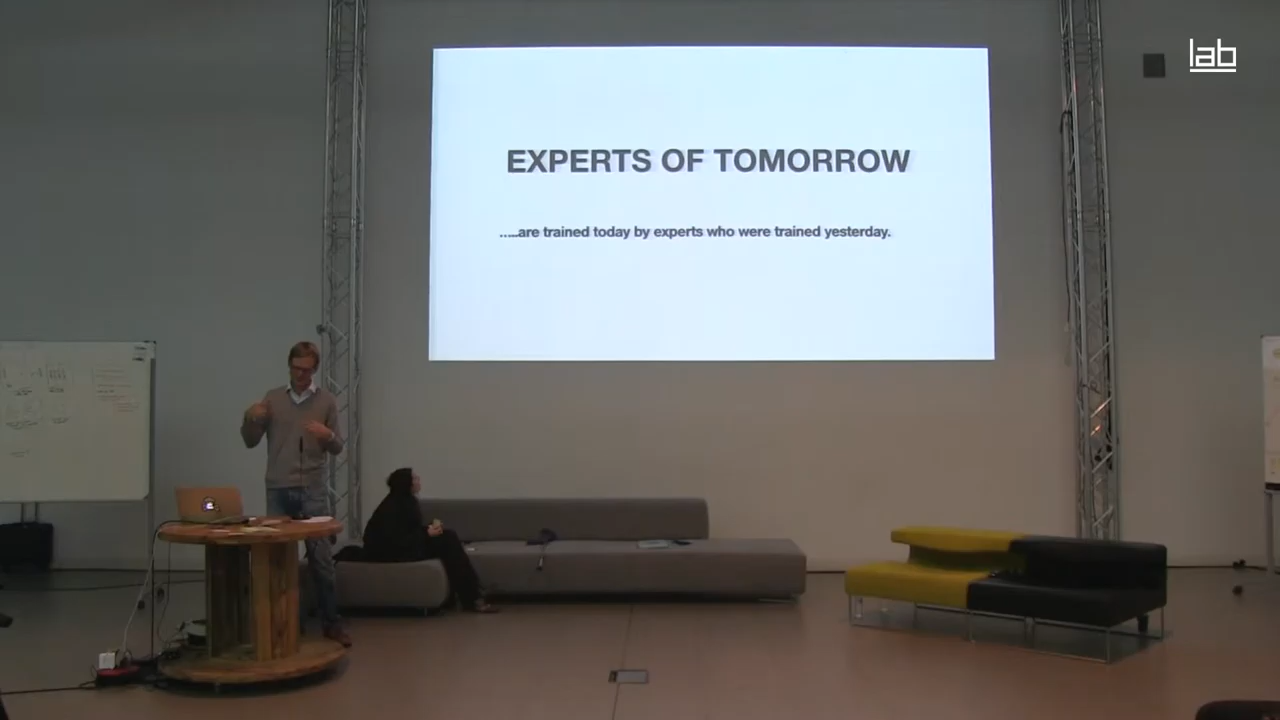 lab
EXPERTS OF TOMORROW
.....are trained today by experts who were trained yesterday.